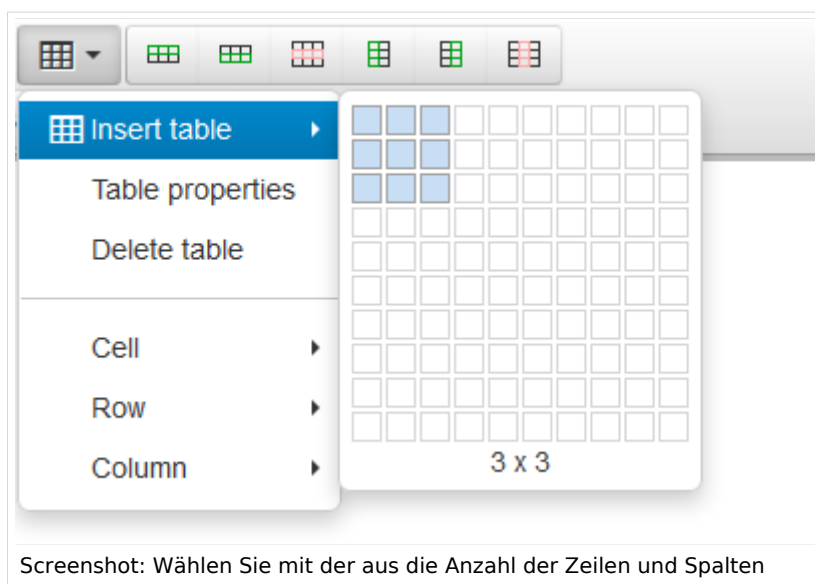 Insert table
Table properties
Delete table
Cell
Row
Column
3 x 3
Screenshot: Wählen Sie mit der aus die Anzahl der Zeilen und Spalten